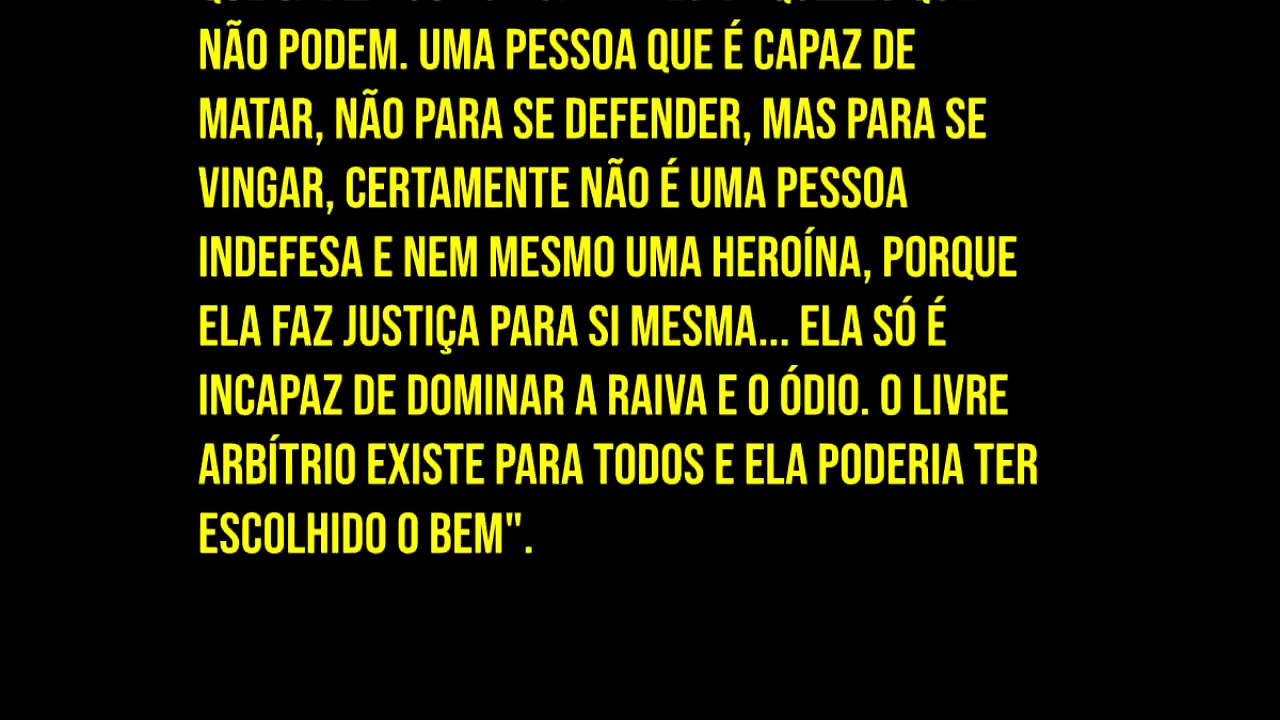 NÃO PODEM. UMA PESSOA QUE É CAPAZ DE
MATAR, NÃO PARA SE DEFENDER, MAS PARA SE
VINGAR, CERTAMENTE NÃO É UMA PESSOA
INDEFESA E NEM MESMO UMA HEROÍNA, PORQUE
ELA FAZ JUSTIÇA PARA SI MESMA... ELA SÓ É
INCAPAZ DE DOMINAR A RAIVA E O ÓDIO. O LIVRE
ARBÍTRIO EXISTE PARA TODOS E ELA PODERIA TER
ESCOLHIDO O BEM".